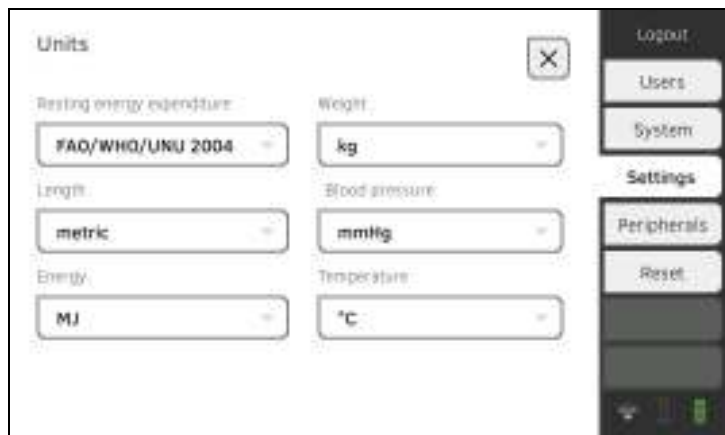 Units
Resting energy expenditure
FAO/WHO/UNU 2004
Weight
kg
Length
metric
Blood pressure
mmHg
Energy
MJ
Temperature
°C
Logout
Users
System
Settings
Peripherals
Reset